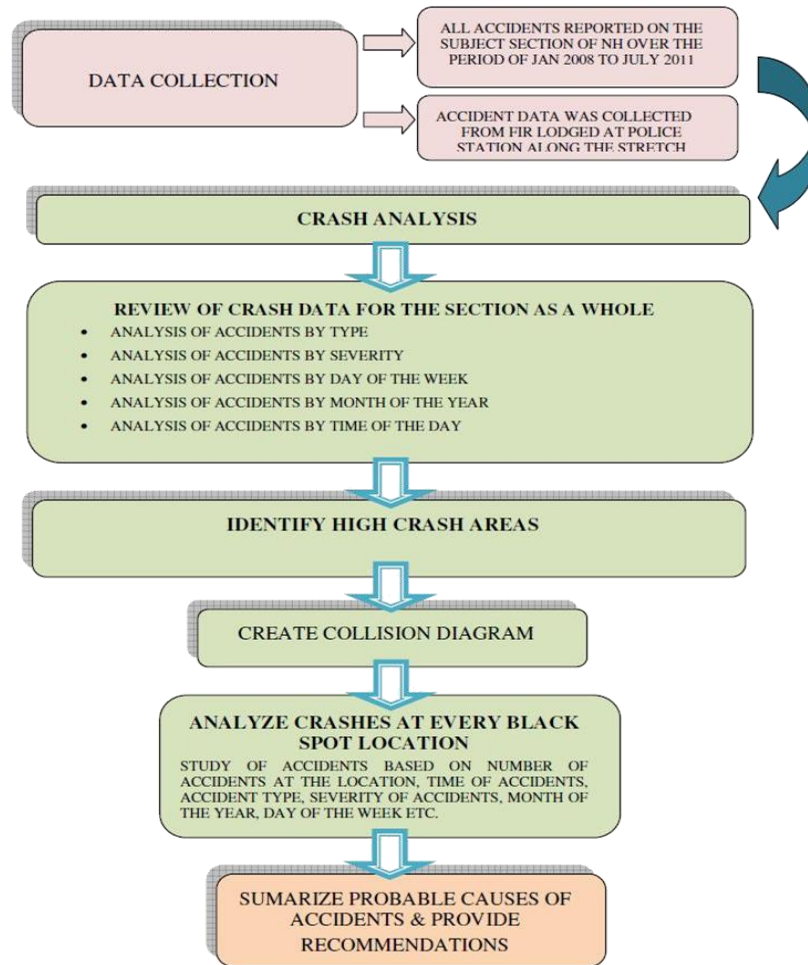 DATA COLLECTION
ALL ACCIDENTS REPORTED ON THE
SUBJECT SECTION OF NH OVER THE
PERIOD OF JAN 2008 TO JULY 2011
ACCIDENT DATA WAS COLLECTED
FROM FIR LODGED AT POLICE
STATION ALONG THE STRETCH
CRASH ANALYSIS
REVIEW OF CRASH DATA FOR THE SECTION AS A WHOLE
• ANALYSIS OF ACCIDENTS BY TYPE
• ANALYSIS OF ACCIDENTS BY SEVERITY
• ANALYSIS OF ACCIDENTS BY DAY OF THE WEEK
• ANALYSIS OF ACCIDENTS BY MONTH OF THE YEAR
• ANALYSIS OF ACCIDENTS BY TIME OF THE DAY
IDENTIFY HIGH CRASH AREAS
CREATE COLLISION DIAGRAM
ANALYZE CRASHES AT EVERY BLACK
SPOT LOCATION
STUDY OF ACCIDENTS BASED ON NUMBER OF
ACCIDENTS AT THE LOCATION, TIME OF ACCIDENTS,
ACCIDENT TYPE, SEVERITY OF ACCIDENTS, MONTH OF
THE YEAR, DAY OF THE WEEK ETC.
SUMARIZE PROBABLE CAUSES OF
ACCIDENTS & PROVIDE
RECOMMENDATIONS